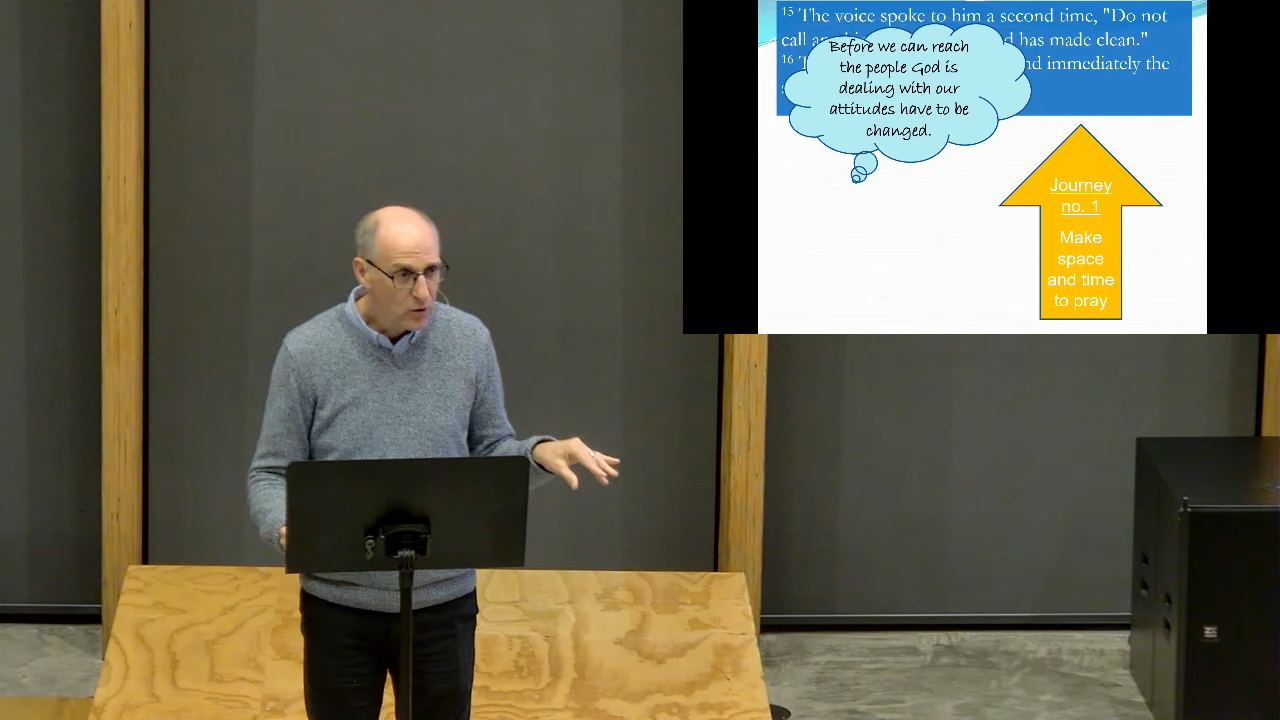 15 The voice spoke to him a second time, "Do not
call has made clean."
16 immediately the
Before we can reach
the people God is
dealing with our
attitudes have to be
changed.
Journey
no. 1
Make
space
and time
to pray